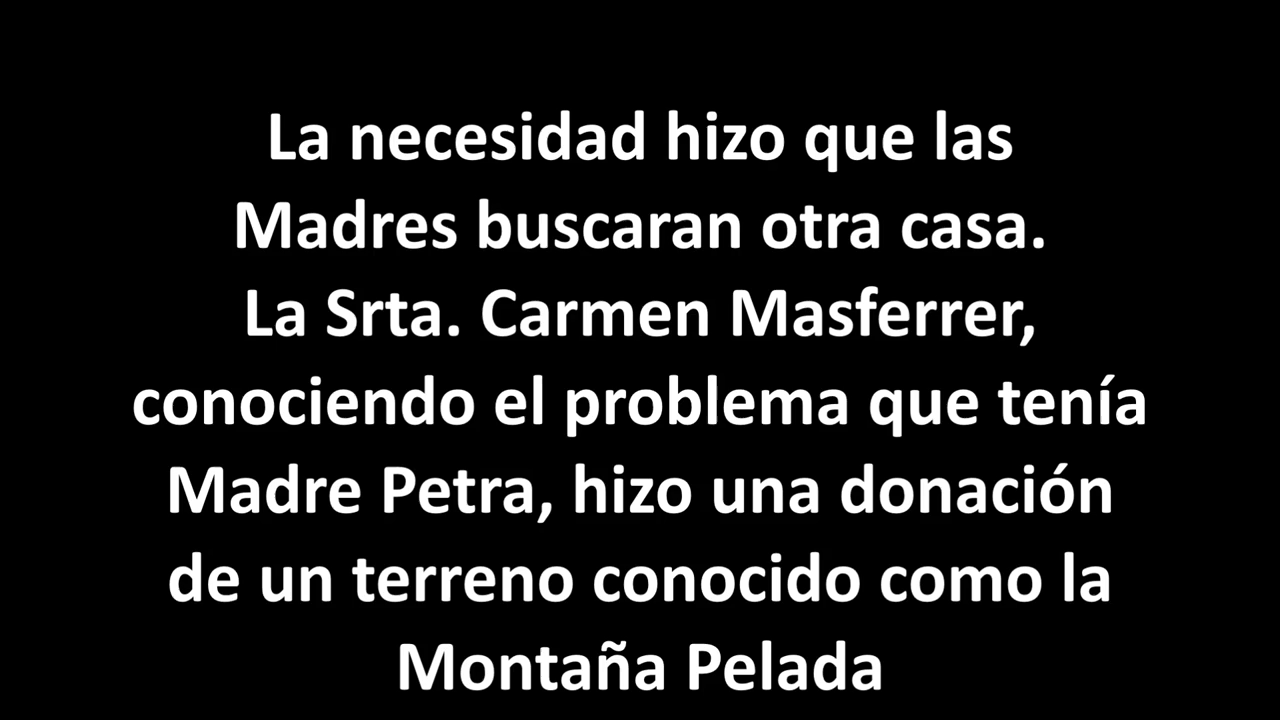 La necesidad hizo que las
Madres buscaran otra casa.
La Srta. Carmen Masferrer,
conociendo el problema que tenía
Madre Petra, hizo una donación
de un terreno conocido como la
Montaña Pelada